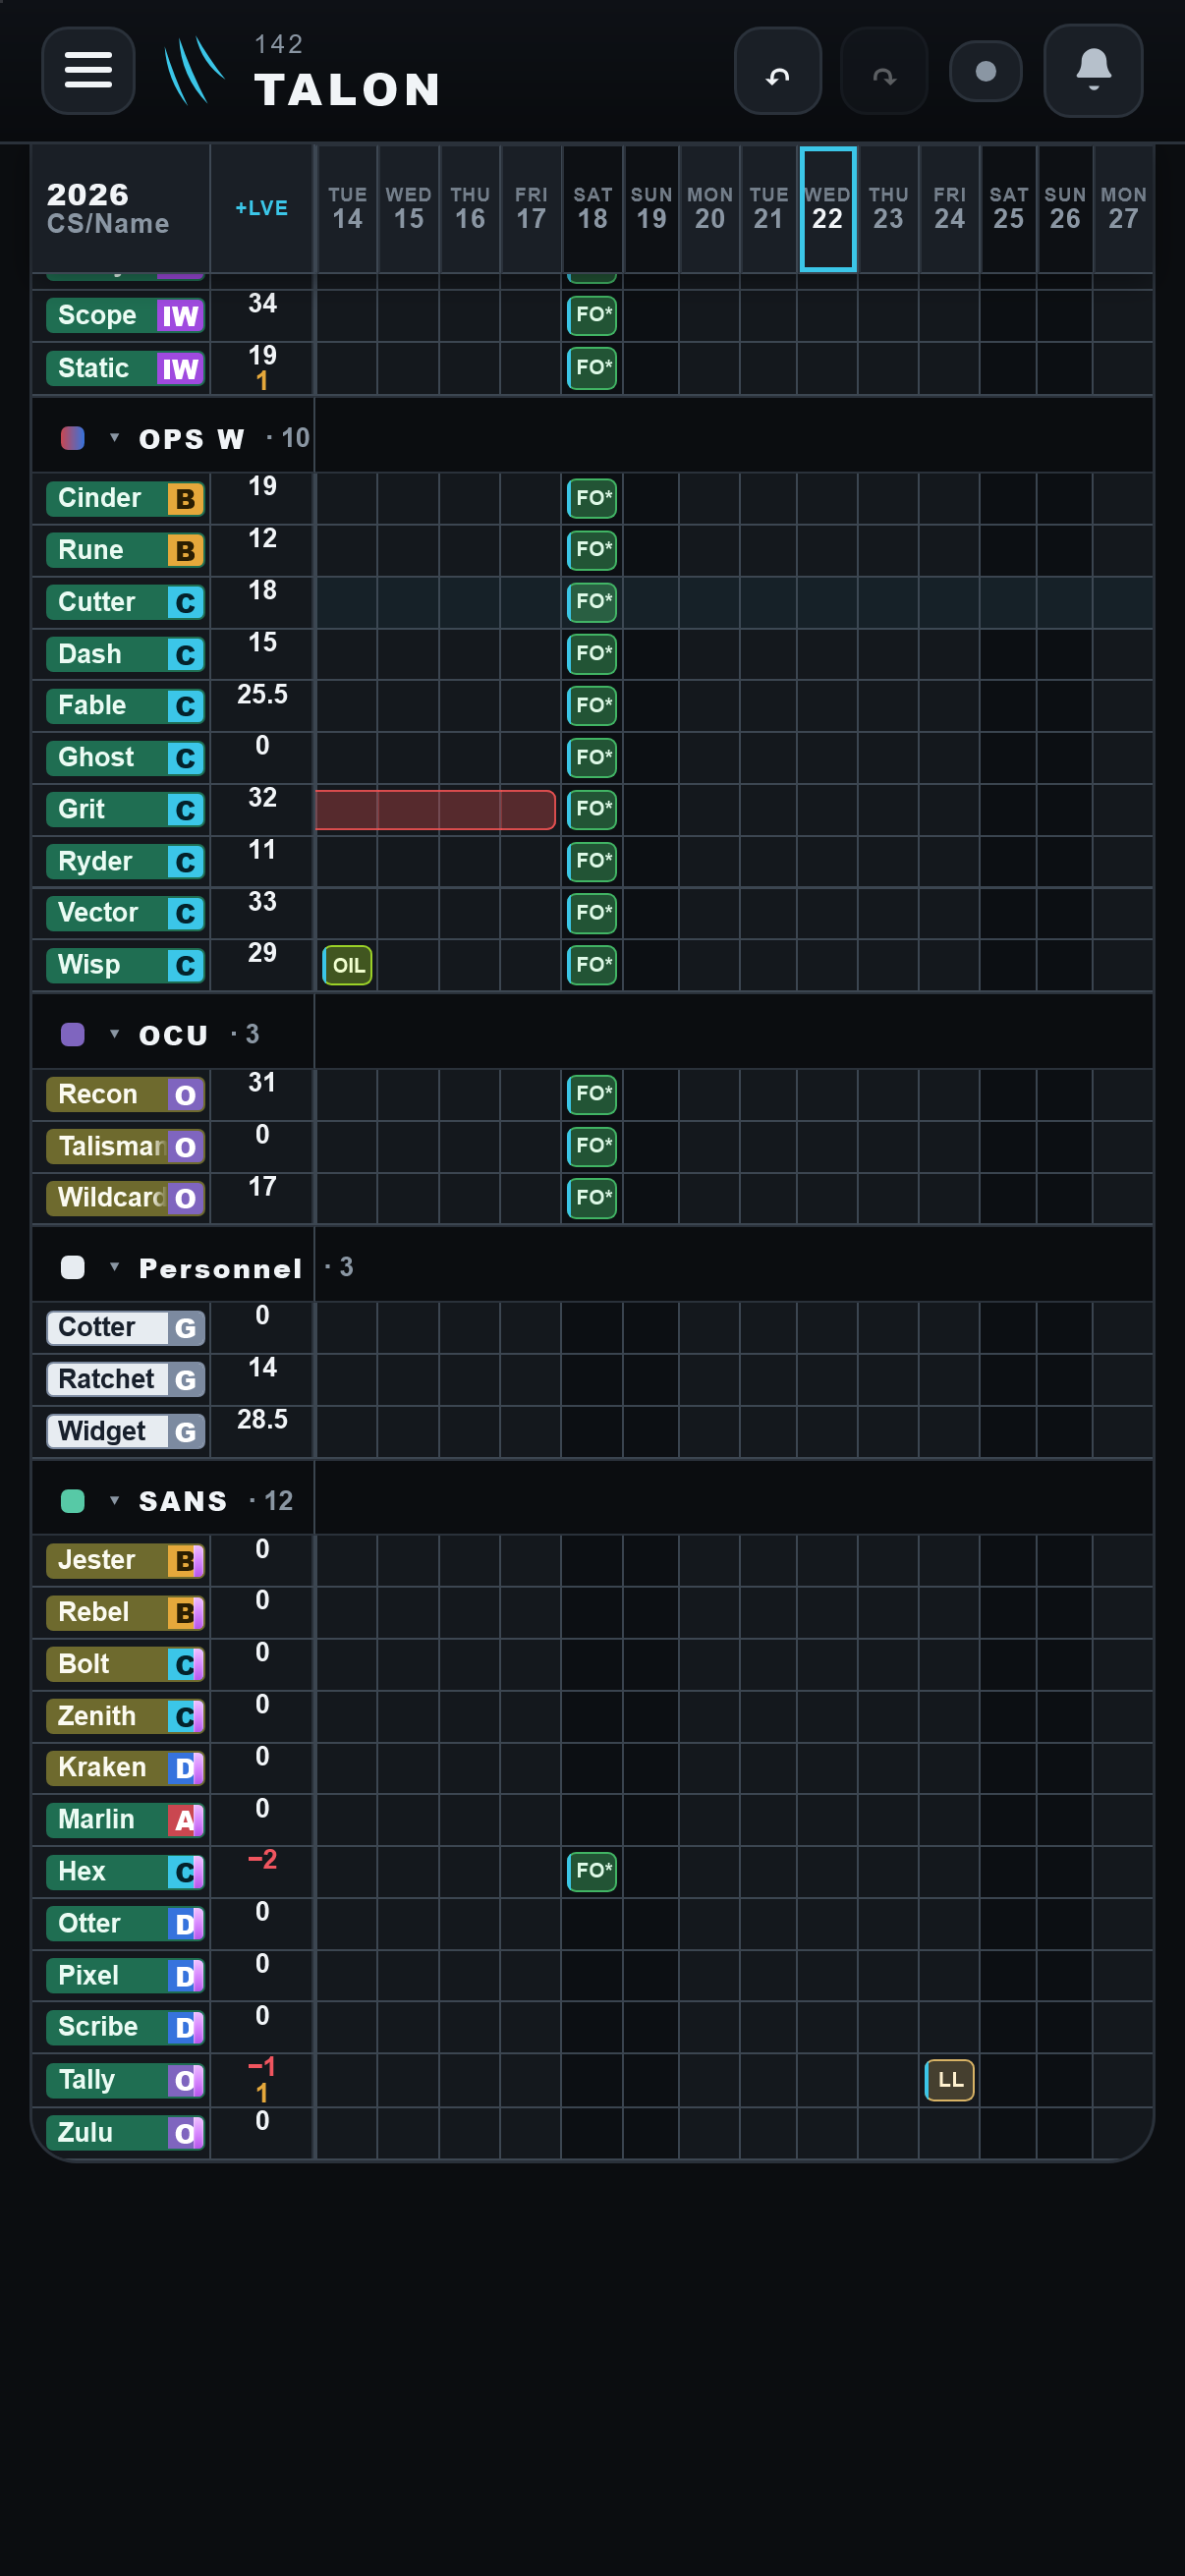 142
TALON
2026
CS/Name
+LVE
TUE 14 WED 15 THU 16 FRI 17 SAT 18 SUN 19 MON 20 TUE 21 WED 22 THU 23 FRI 24 SAT 25 SUN 26 MON 27
Scope IW 34 FO*
Static IW 19 1 FO*
OPS W · 10
Cinder B 19 FO*
Rune B 12 FO*
Cutter C 18 FO*
Dash C 15 FO*
Fable C 25.5 FO*
Ghost C 0 FO*
Grit C 32 FO*
Ryder C 11 FO*
Vector C 33 FO*
Wisp C 29 OIL FO*
OCU · 3
Recon O 31 FO*
Talisman O 0 FO*
Wildcard O 17 FO*
Personnel · 3
Cotter G 0
Ratchet G 14
Widget G 28.5
SANS · 12
Jester B 0
Rebel B 0
Bolt C 0
Zenith C 0
Kraken D 0
Marlin A 0
Hex C −2 FO*
Otter D 0
Pixel D 0
Scribe D 0
Tally O −1 1 LL
Zulu O 0